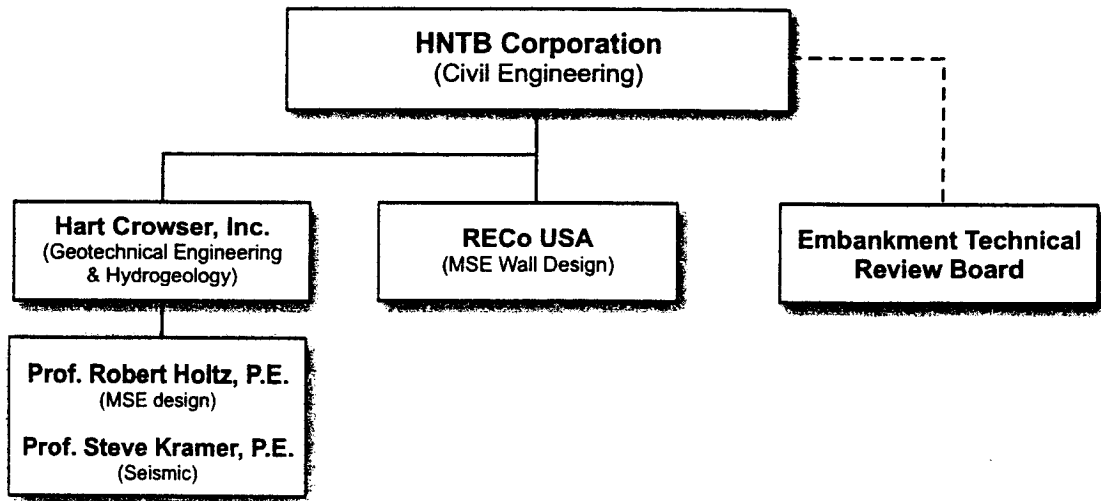 HNTB Corporation
(Civil Engineering)
Hart Crowser, Inc.
(Geotechnical Engineering
& Hydrogeology)
RECo USA
(MSE Wall Design)
Embankment Technical
Review Board
Prof. Robert Holtz, P.E.
(MSE design)
Prof. Steve Kramer, P.E.
(Seismic)